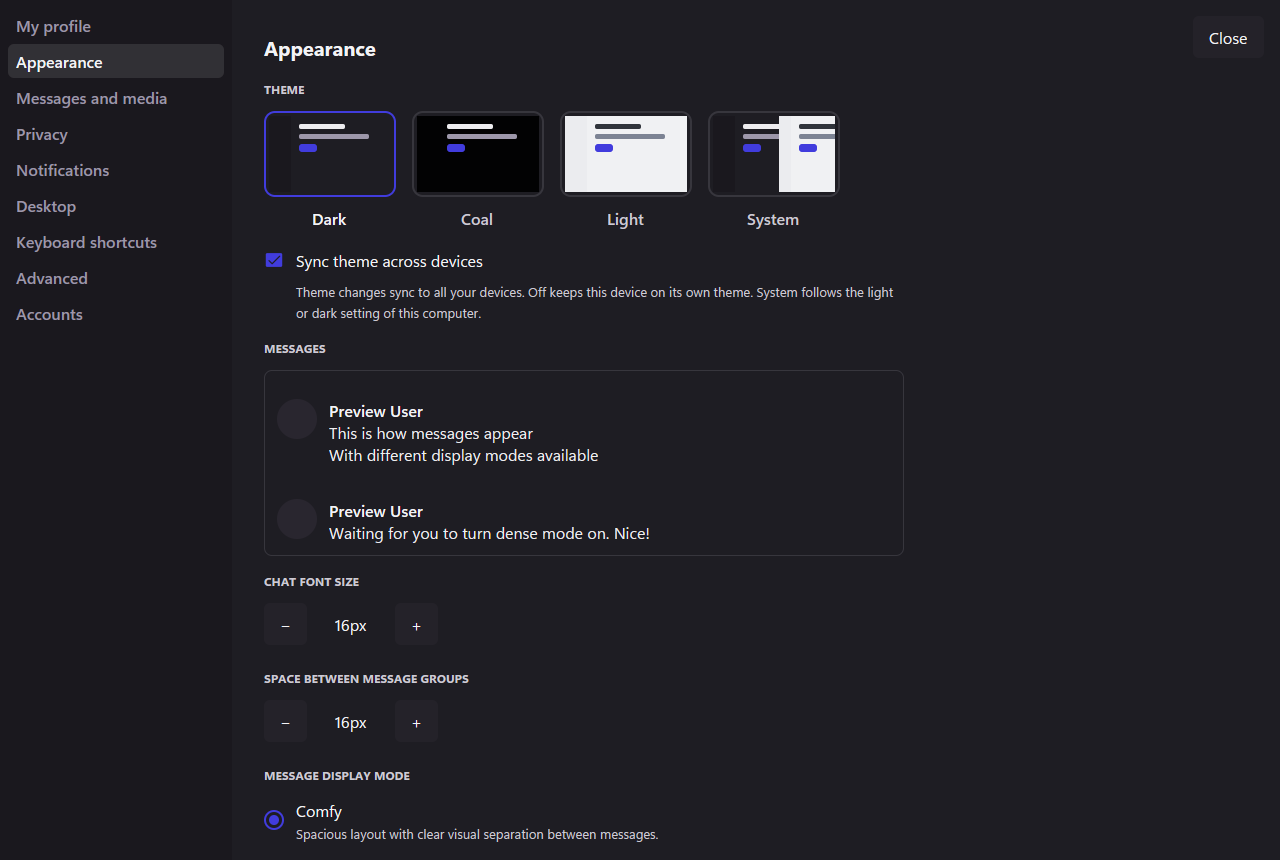 My profile
Appearance
Messages and media
Privacy
Notifications
Desktop
Keyboard shortcuts
Advanced
Accounts
Close
Appearance
THEME
Dark
Coal
Light
System
Sync theme across devices
Theme changes sync to all your devices. Off keeps this device on its own theme. System follows the light
or dark setting of this computer.
MESSAGES
Preview User
This is how messages appear
With different display modes available
Preview User
Waiting for you to turn dense mode on. Nice!
CHAT FONT SIZE
– 16px +
SPACE BETWEEN MESSAGE GROUPS
– 16px +
MESSAGE DISPLAY MODE
Comfy
Spacious layout with clear visual separation between messages.